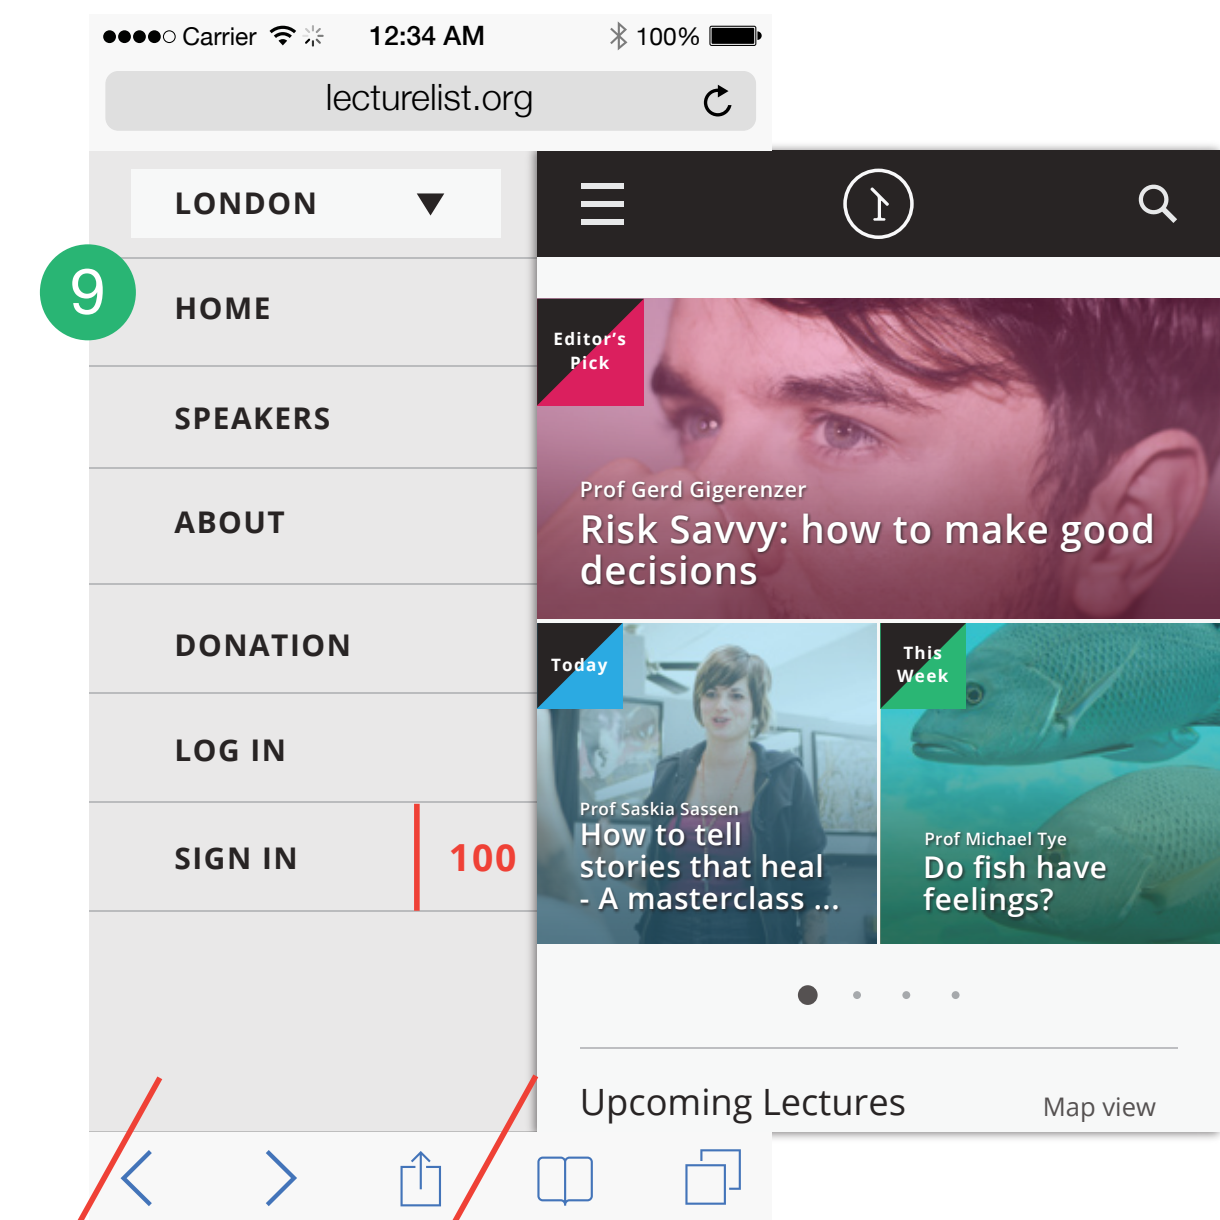 Carrier 12:34 AM 100%
lecturelist.org
LONDON
9
HOME
SPEAKERS
ABOUT
DONATION
LOG IN
SIGN IN
100
Editor's
Pick
Prof Gerd Gigerenzer
Risk Savvy: how to make good
decisions
Today
Prof Saskia Sassen
How to tell
stories that heal
- A masterclass ...
This
Week
Prof Michael Tye
Do fish have
feelings?
Upcoming Lectures
Map view